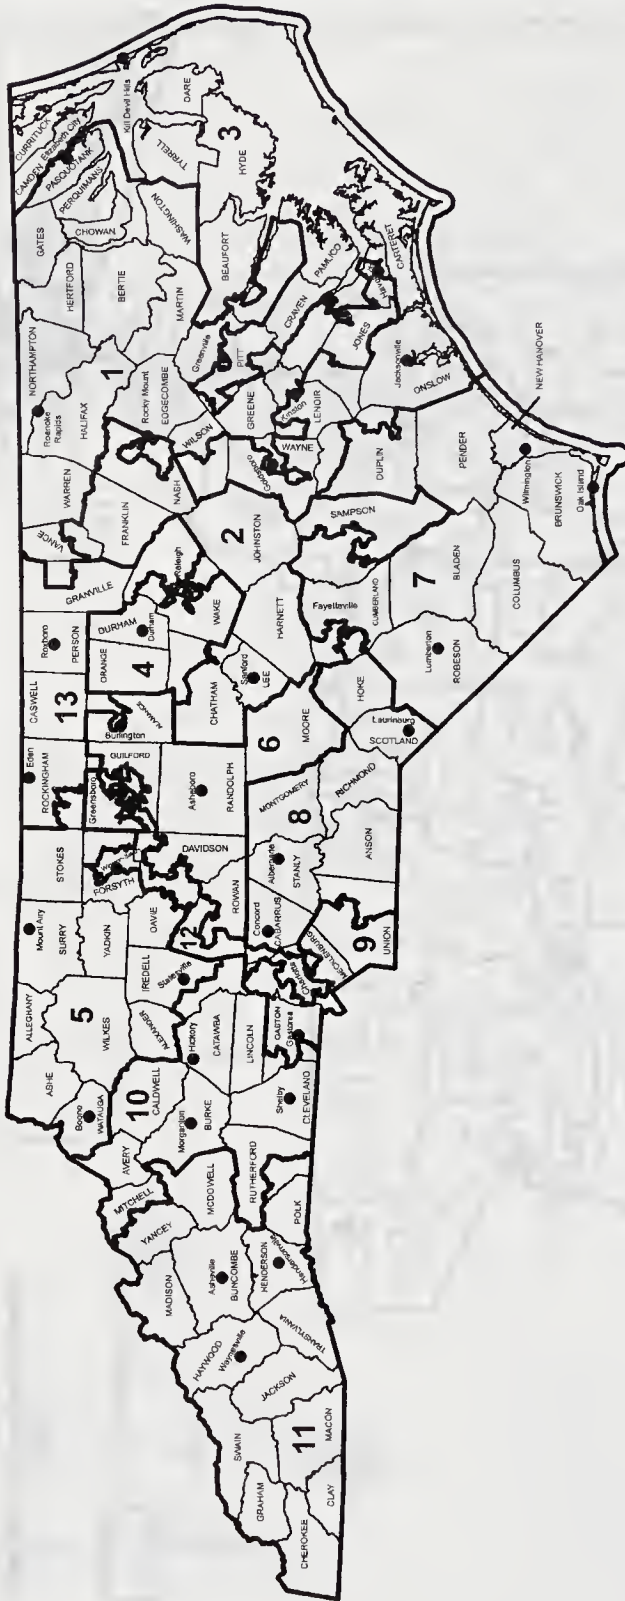 CURRITUCK
CAMDEN
Elizabeth City
PASQUOTANK
PERQUIMANS
GATES
CHOWAN
HERTFORD
BERTIE
NORTHAMPTON
Roanoke
Rapids
HALIFAX
1
WARREN
VANCE
Kill Devil Hills
DARE
TYRRELL
3
HYDE
WASHINGTON
MARTIN
BEAUFORT
EDGECOMBE
Rocky Mount
Greenville
PITT
WILSON
NASH
FRANKLIN
GRANVILLE
PAMLICO
CRAVEN
CARTERET
JONES
GREENE
LENOIR
Kinston
WAYNE
Goldsboro
DUPLIN
Jacksonville
ONSLOW
PENDER
NEW HANOVER
Wilmington
BRUNSWICK
Oak Island
COLUMBUS
7
BLADEN
SAMPSON
2
JOHNSTON
HARNETT
WAKE
Raleigh
DURHAM
Durham
ORANGE
4
Roxboro
PERSON
CASWELL
13
ALAMANCE
Burlington
CHATHAM
Sanford
LEE
Fayetteville
CUMBERLAND
HOKE
Lumberton
ROBESON
Laurinburg
SCOTLAND
RICHMOND
6
MOORE
MONTGOMERY
8
Albemarle
STANLY
ANSON
9
UNION
MECKLENBURG
Charlotte
Concord
CABARRUS
ROWAN
DAVIDSON
Asheboro
RANDOLPH
GUILFORD
Greensboro
Eden
ROCKINGHAM
STOKES
FORSYTH
DAVIE
12
Mount Airy
SURRY
YADKIN
IREDELL
Statesville
ALEXANDER
ALLEGHANY
5
WILKES
ASHE
Boone
WATAUGA
10
CALDWELL
Hickory
CATAWBA
LINCOLN
GASTON
Gastonia
Shelby
CLEVELAND
Morganton
BURKE
AVERY
MITCHELL
YANCEY
MCDOWELL
RUTHERFORD
POLK
MADISON
Asheville
BUNCOMBE
HENDERSON
Hendersonville
TRANSYLVANIA
HAYWOOD
Waynesville
JACKSON
SWAIN
11
MACON
GRAHAM
CHEROKEE
CLAY